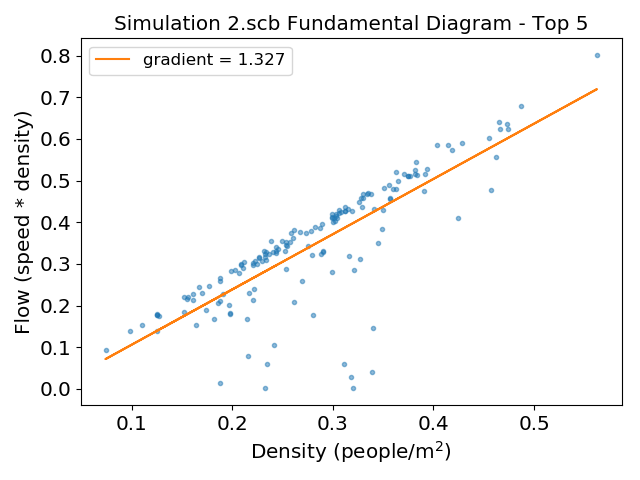 Simulation 2.scb Fundamental Diagram - Top 5
gradient = 1.327
Flow (speed * density)
0.8
0.7
0.6
0.5
0.4
0.3
0.2
0.1
0.0
0.1 0.2 0.3 0.4 0.5
Density (people/m²)